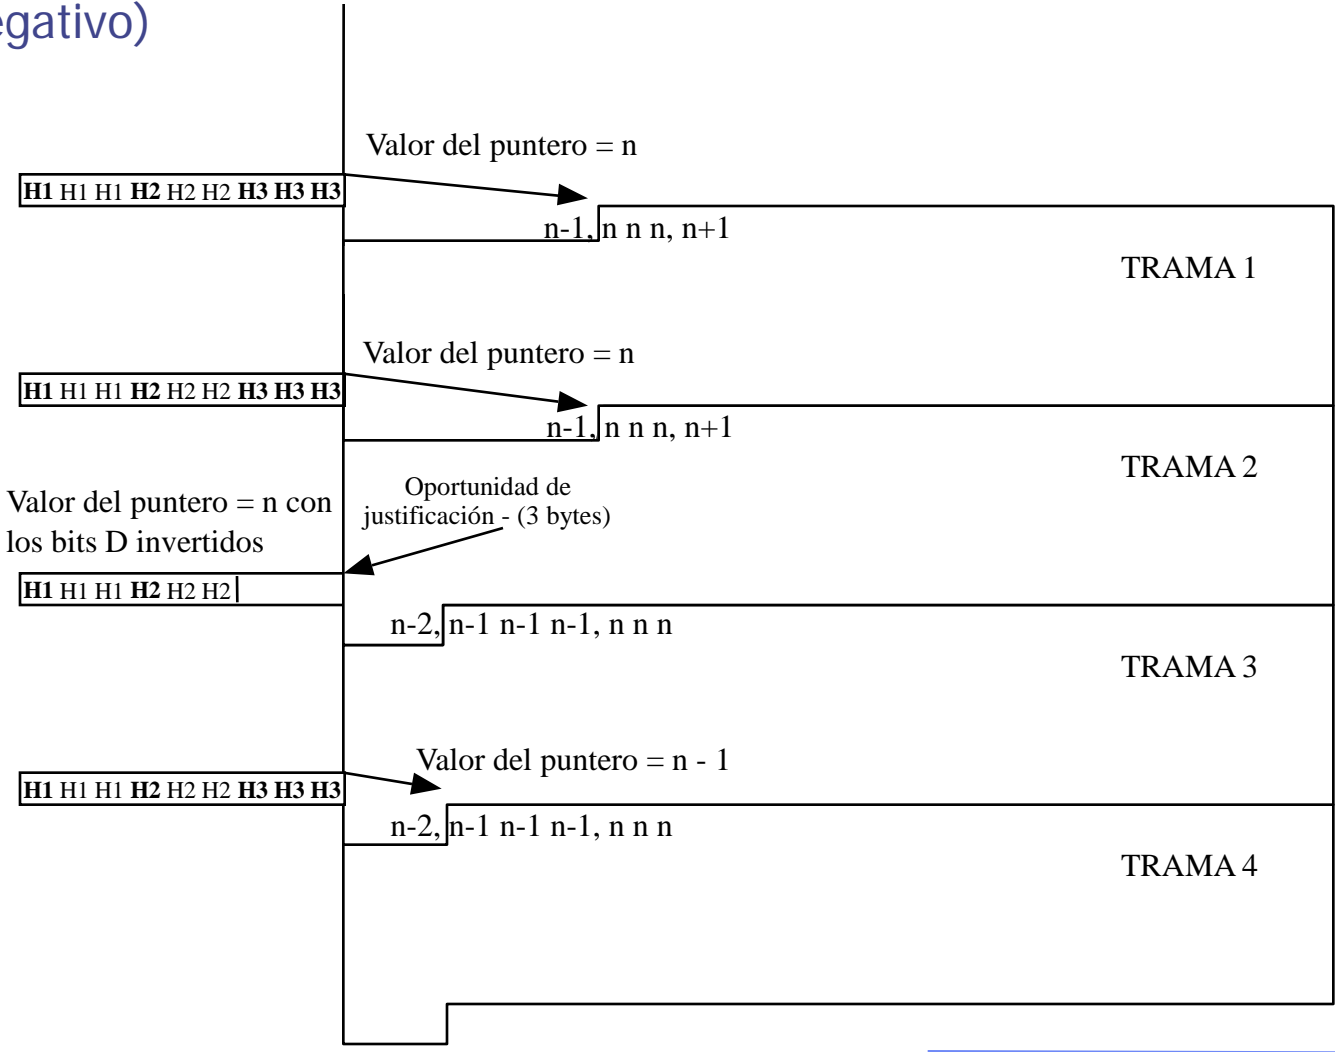 egativo)
Valor del puntero = n
H1 H1 H1 H2 H2 H2 H3 H3 H3
n-1, n n n, n+1
TRAMA 1
Valor del puntero = n
H1 H1 H1 H2 H2 H2 H3 H3 H3
n-1, n n n, n+1
TRAMA 2
Oportunidad de
justificación - (3 bytes)
Valor del puntero = n con
los bits D invertidos
H1 H1 H1 H2 H2 H2
n-2, n-1 n-1 n-1, n n n
TRAMA 3
Valor del puntero = n - 1
H1 H1 H1 H2 H2 H2 H3 H3 H3
n-2, n-1 n-1 n-1, n n n
TRAMA 4